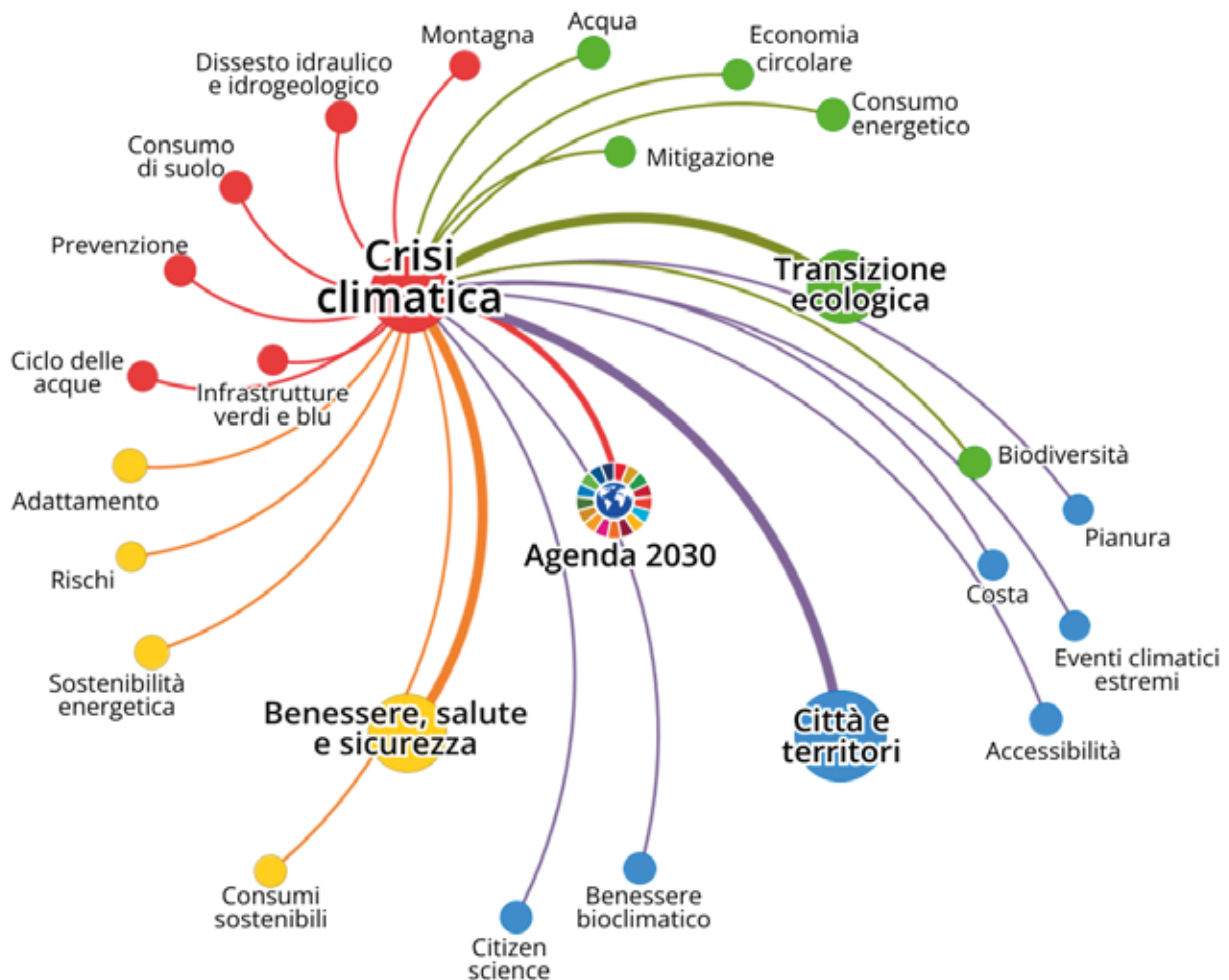 Montagna
Acqua
Economia
circolare
Dissesto idraulico
e idrogeologico
Consumo
energetico
Consumo
di suolo
Mitigazione
Prevenzione
Crisi
climatica
Transizione
ecologica
Ciclo delle
acque
Infrastrutture
verdi e blu
Biodiversità
Adattamento
Pianura
Agenda 2030
Rischi
Costa
Eventi climatici
estremi
Sostenibilità
energetica
Benessere, salute
e sicurezza
Città e
territori
Accessibilità
Consumi
sostenibili
Benessere
bioclimatico
Citizen
science